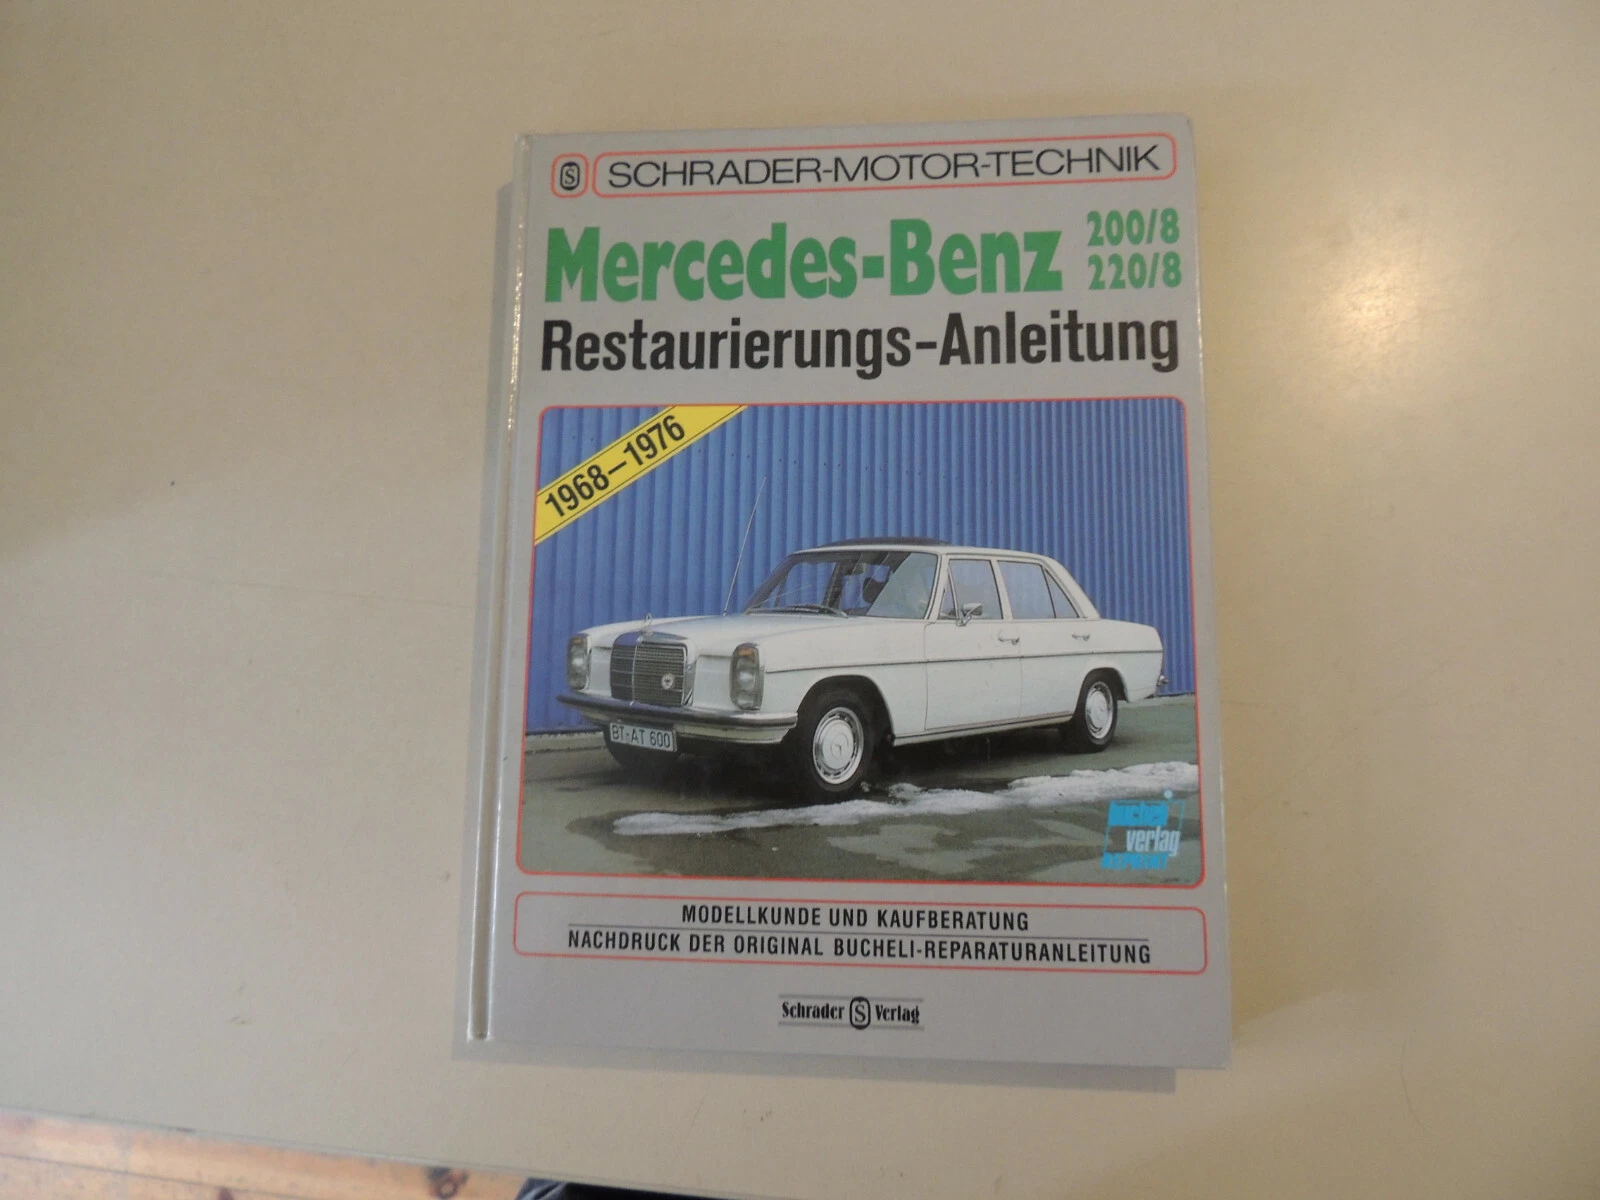 S SCHRADER-MOTOR-TECHNIK
Mercedes-Benz 200/8
220/8
Restaurierungs-Anleitung
1968–1976
BT-AT 600
bucheli
verlag
MODELLKUNDE UND KAUFBERATUNG
NACHDRUCK DER ORIGINAL BUCHELI-REPARATURANLEITUNG
Schrader S Verlag